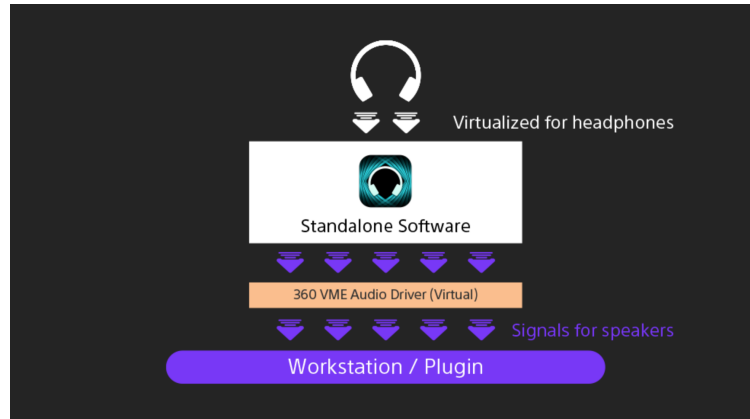 Virtualized for headphones
Standalone Software
360 VME Audio Driver (Virtual)
Signals for speakers
Workstation / Plugin